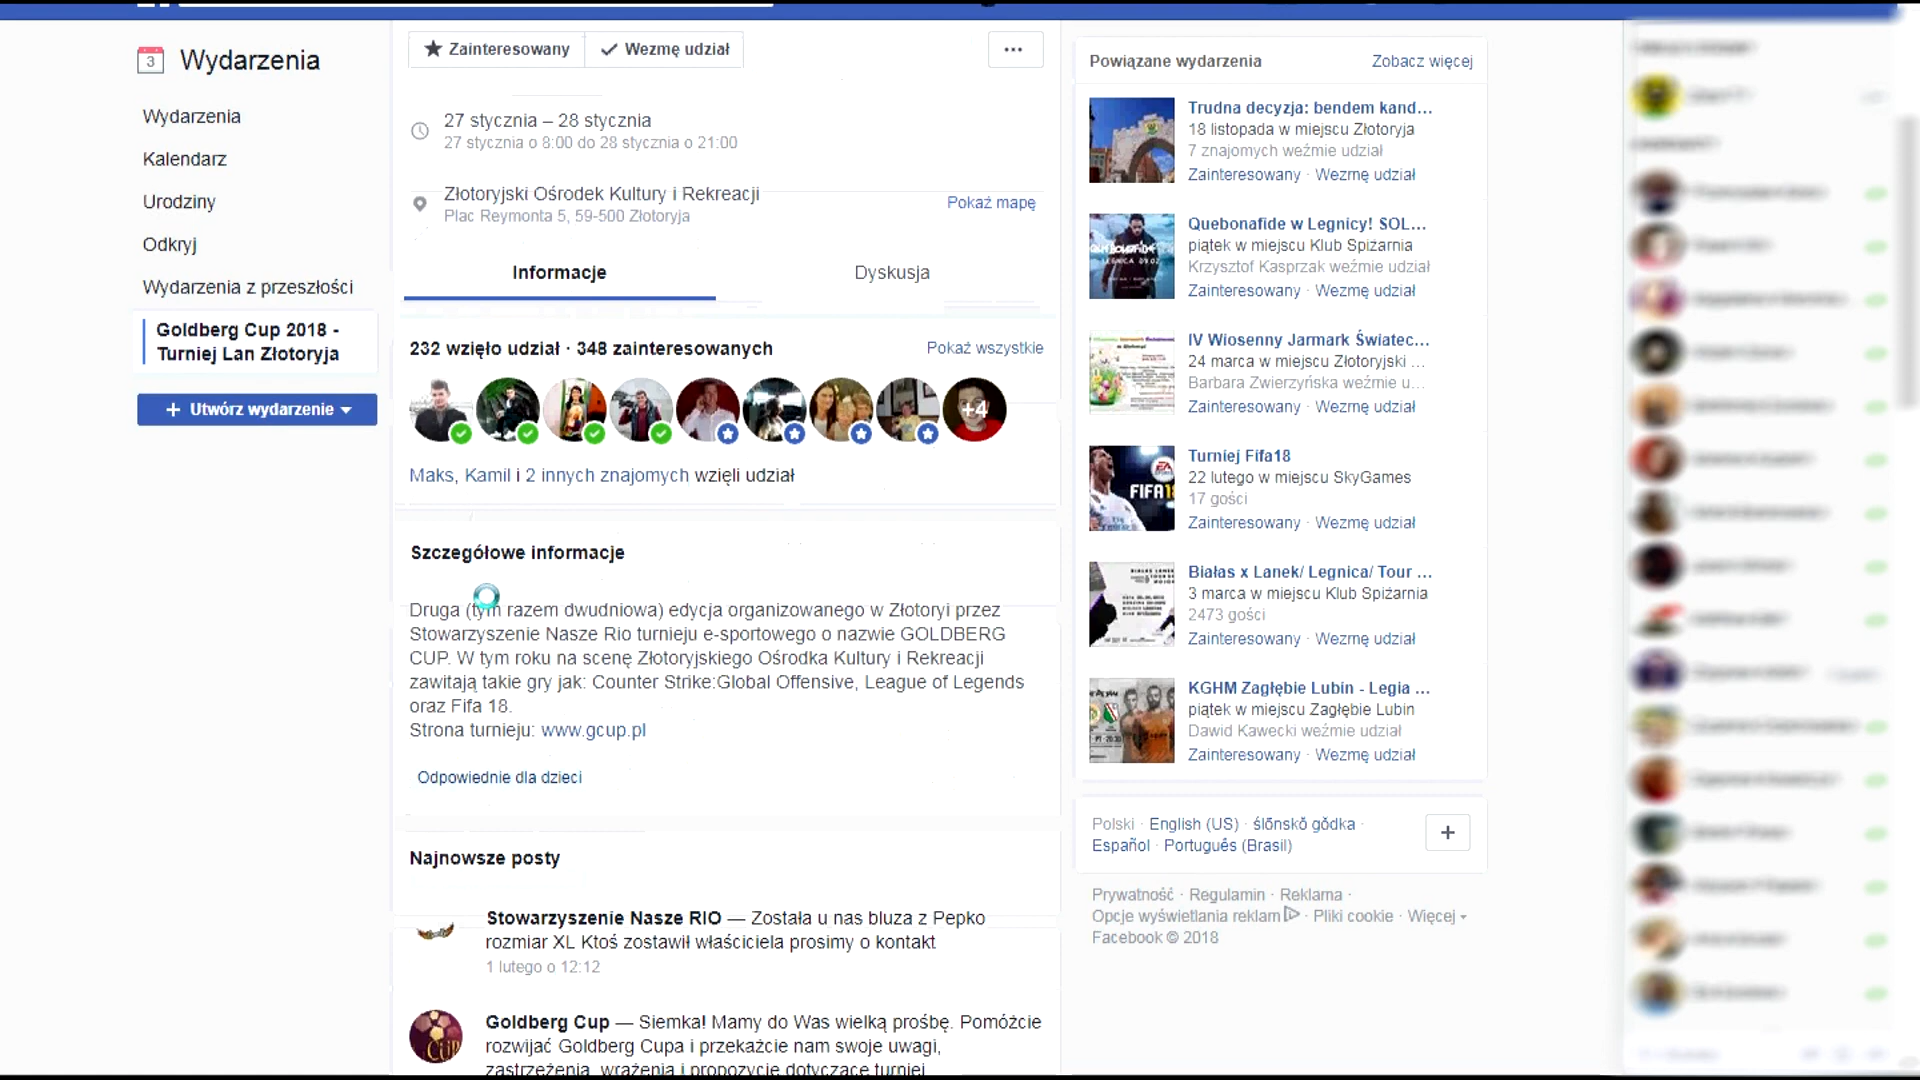 3
Wydarzenia
Wydarzenia
Kalendarz
Urodziny
Odkryj
Wydarzenia z przeszłości
Goldberg Cup 2018 -
Turniej Lan Złotoryja
+ Utwórz wydarzenie
Zainteresowany
Wezmę udział
27 stycznia – 28 stycznia
27 stycznia o 8:00 do 28 stycznia o 21:00
Złotoryjski Ośrodek Kultury i Rekreacji
Pokaż mapę
Plac Reymonta 5, 59-500 Złotoryja
Informacje
Dyskusja
232 wzięło udział · 348 zainteresowanych
Pokaż wszystkie
+4
Maks, Kamil i 2 innych znajomych wzięli udział
Szczegółowe informacje
Druga (tym razem dwudniowa) edycja organizowanego w Złotoryi przez
Stowarzyszenie Nasze Rio turnieju e-sportowego o nazwie GOLDBERG
CUP. W tym roku na scenę Złotoryjskiego Ośrodka Kultury i Rekreacji
zawitają takie gry jak: Counter Strike:Global Offensive, League of Legends
oraz Fifa 18.
Strona turnieju: www.gcup.pl
Odpowiednie dla dzieci
Najnowsze posty
Stowarzyszenie Nasze RIO — Została u nas bluza z Pepko
rozmiar XL Ktoś zostawił właściciela prosimy o kontakt
1 lutego o 12:12
Goldberg Cup — Siemka! Mamy do Was wielką prośbę. Pomóżcie
rozwijać Goldberg Cupa i przekażcie nam swoje uwagi,
zastrzeżenia, wrażenia i propozycje dotyczące turniej
Powiązane wydarzenia
Zobacz więcej
Trudna decyzja: bendem kand...
18 listopada w miejscu Złotoryja
7 znajomych weźmie udział
Zainteresowany · Wezmę udział
Quebonafide w Legnicy! SOL...
piątek w miejscu Klub Spiżarnia
Krzysztof Kasprzak weźmie udział
Zainteresowany · Wezmę udział
IV Wiosenny Jarmark Światec...
24 marca w miejscu Złotoryjski ...
Barbara Zwierzyńska weźmie u...
Zainteresowany · Wezmę udział
Turniej Fifa18
22 lutego w miejscu SkyGames
17 gości
Zainteresowany · Wezmę udział
Białas x Lanek/ Legnica/ Tour ...
3 marca w miejscu Klub Spiżarnia
2473 gości
Zainteresowany · Wezmę udział
KGHM Zagłębie Lubin - Legia ...
piątek w miejscu Zagłębie Lubin
Dawid Kawecki weźmie udział
Zainteresowany · Wezmę udział
Polski · English (US) · ślōnskŏ gŏdka ·
Español · Português (Brasil)
+
Prywatność · Regulamin · Reklama ·
Opcje wyświetlania reklam · Pliki cookie · Więcej
Facebook © 2018